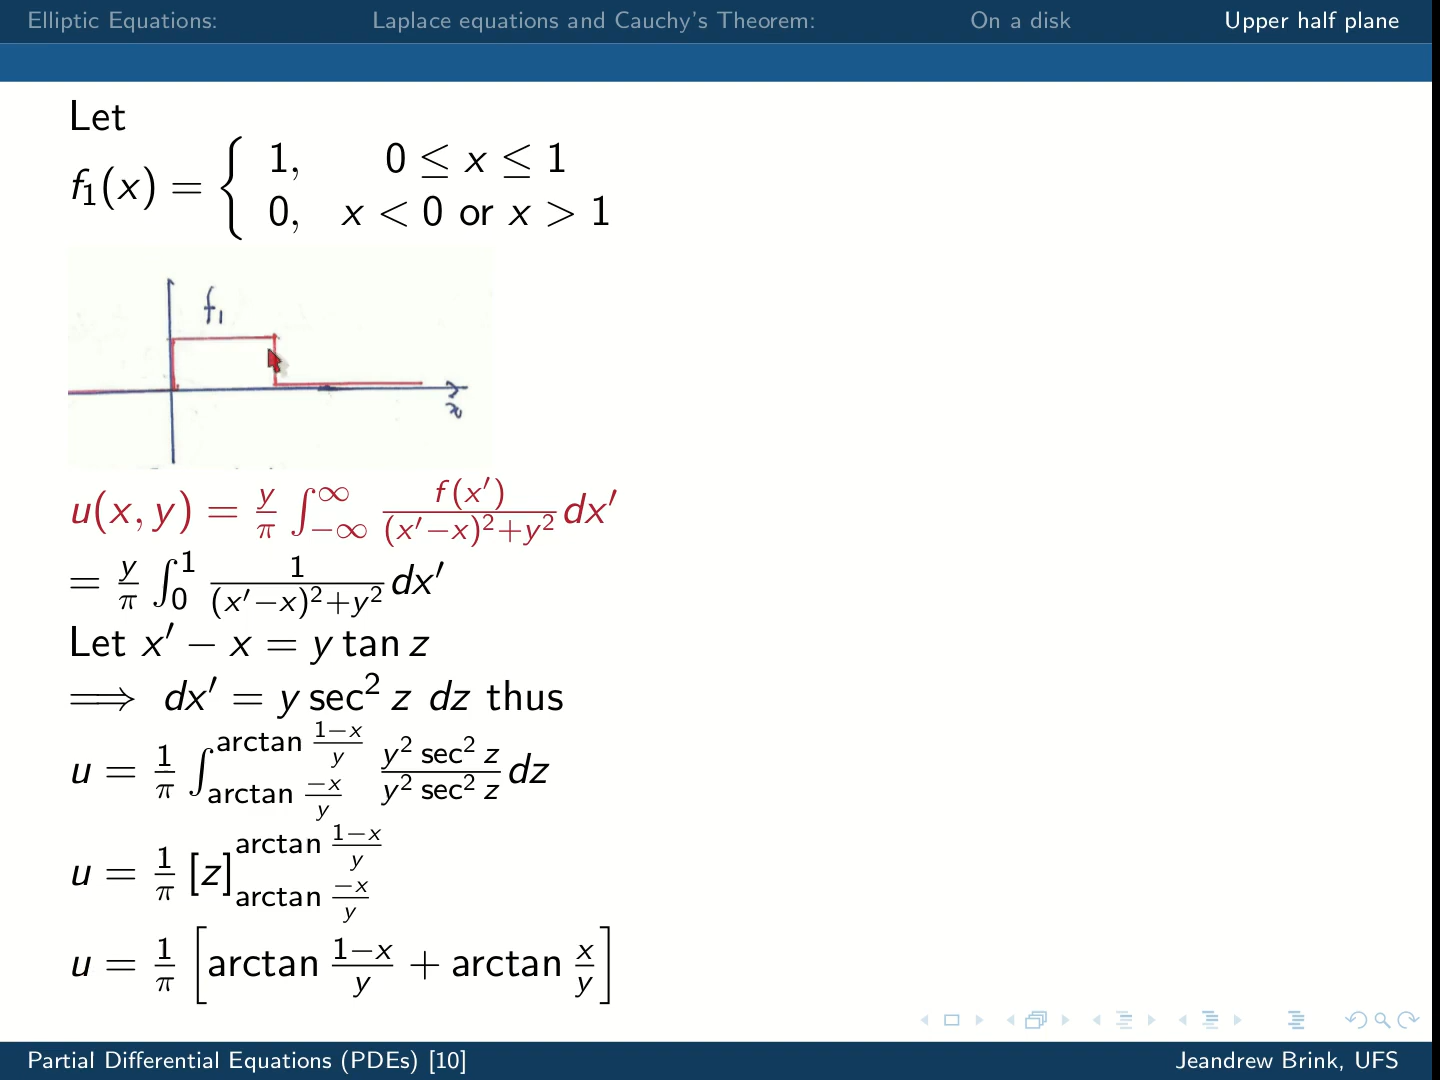 Elliptic Equations: Laplace equations and Cauchy's Theorem: On a disk Upper half plane
Let
f₁(x) = { 1, 0 ≤ x ≤ 1
0, x < 0 or x > 1
f₁
x
u(x, y) = y/π ∫_{−∞}^{∞} f(x′)/((x′−x)²+y²) dx′
= y/π ∫_0^1 1/((x′−x)²+y²) dx′
Let x′ − x = y tan z
⟹ dx′ = y sec² z dz thus
u = 1/π ∫_{arctan −x/y}^{arctan (1−x)/y} (y² sec² z)/(y² sec² z) dz
u = 1/π [z]_{arctan −x/y}^{arctan (1−x)/y}
u = 1/π [arctan (1−x)/y + arctan x/y]
Partial Differential Equations (PDEs) [10] Jeandrew Brink, UFS